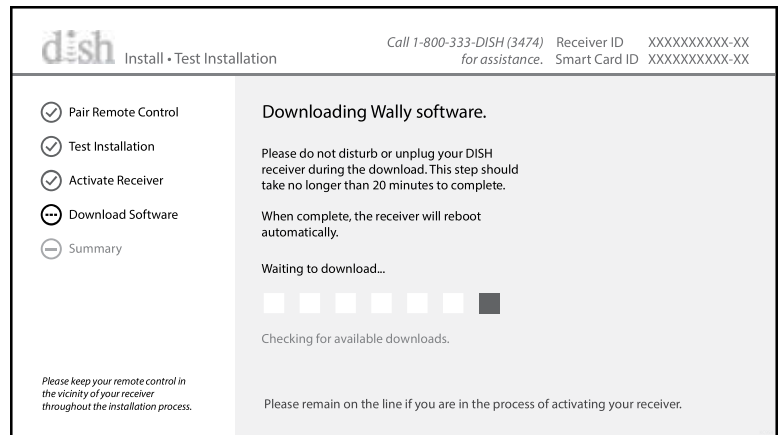 dish Install • Test Installation
Call 1-800-333-DISH (3474) Receiver ID XXXXXXXXXX-XX
for assistance. Smart Card ID XXXXXXXXXX-XX
Pair Remote Control
Test Installation
Activate Receiver
Download Software
Summary
Please keep your remote control in
the vicinity of your receiver
throughout the installation process.
Downloading Wally software.
Please do not disturb or unplug your DISH
receiver during the download. This step should
take no longer than 20 minutes to complete.
When complete, the receiver will reboot
automatically.
Waiting to download...
Checking for available downloads.
Please remain on the line if you are in the process of activating your receiver.